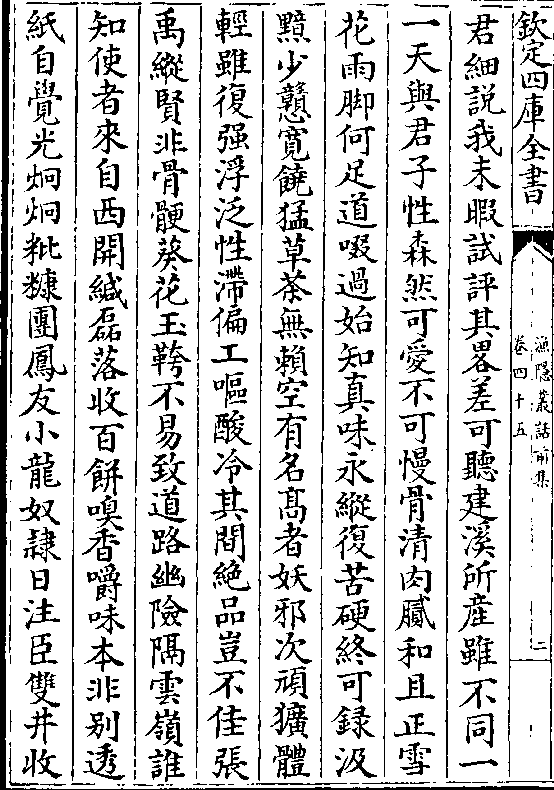 欽定四庫全書
漁隱叢話前集
卷四十五
二
君細説我未暇試評其畧差可聽建溪所産雖不同一
一天與君子性森然可愛不可慢骨清肉膩和且正雪
花雨脚何足道啜過始知真味永縱復苦硬終可録汲
黯少戇寛饒猛草茶無賴空有名髙者妖邪次頑獷體
輕雖復强浮泛性滯偏工嘔酸冷其間絶品豈不佳張
禹縱賢非骨骾葵花玉䯻不易致道路幽險隔雲嶺誰
知使者來自西開緘磊落收百餅嗅香嚼味本非别透
紙自覺光炯炯粃糠團鳳友小龍奴隸日注臣雙井收